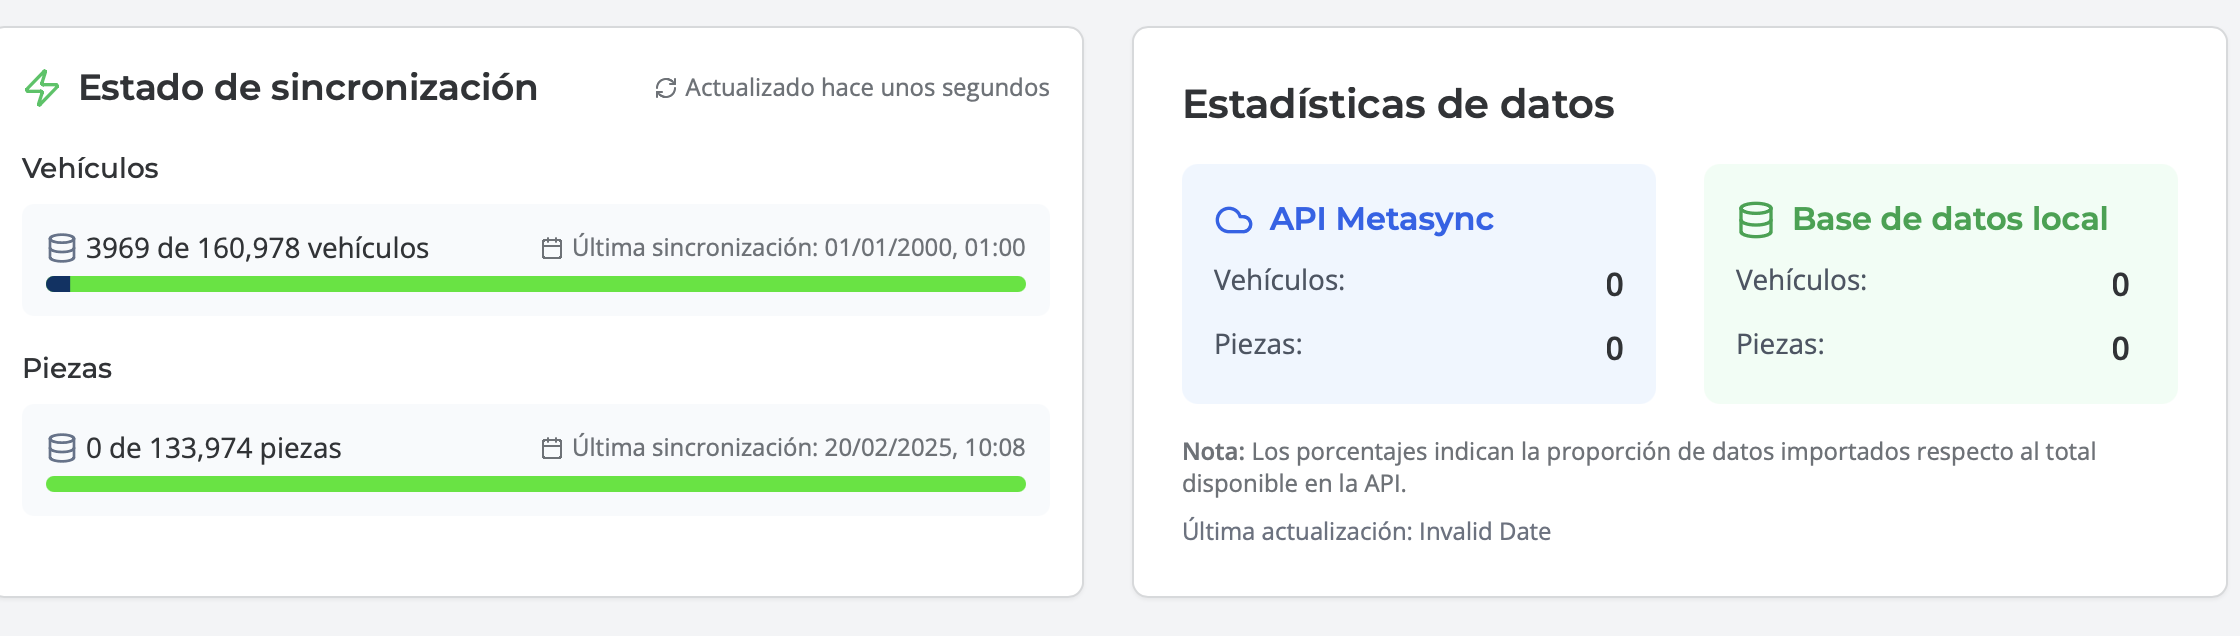 Estado de sincronización
Actualizado hace unos segundos
Vehículos
3969 de 160,978 vehículos
Última sincronización: 01/01/2000, 01:00
Piezas
0 de 133,974 piezas
Última sincronización: 20/02/2025, 10:08
Estadísticas de datos
API Metasync
Vehículos: 0
Piezas: 0
Base de datos local
Vehículos: 0
Piezas: 0
Nota: Los porcentajes indican la proporción de datos importados respecto al total
disponible en la API.
Última actualización: Invalid Date